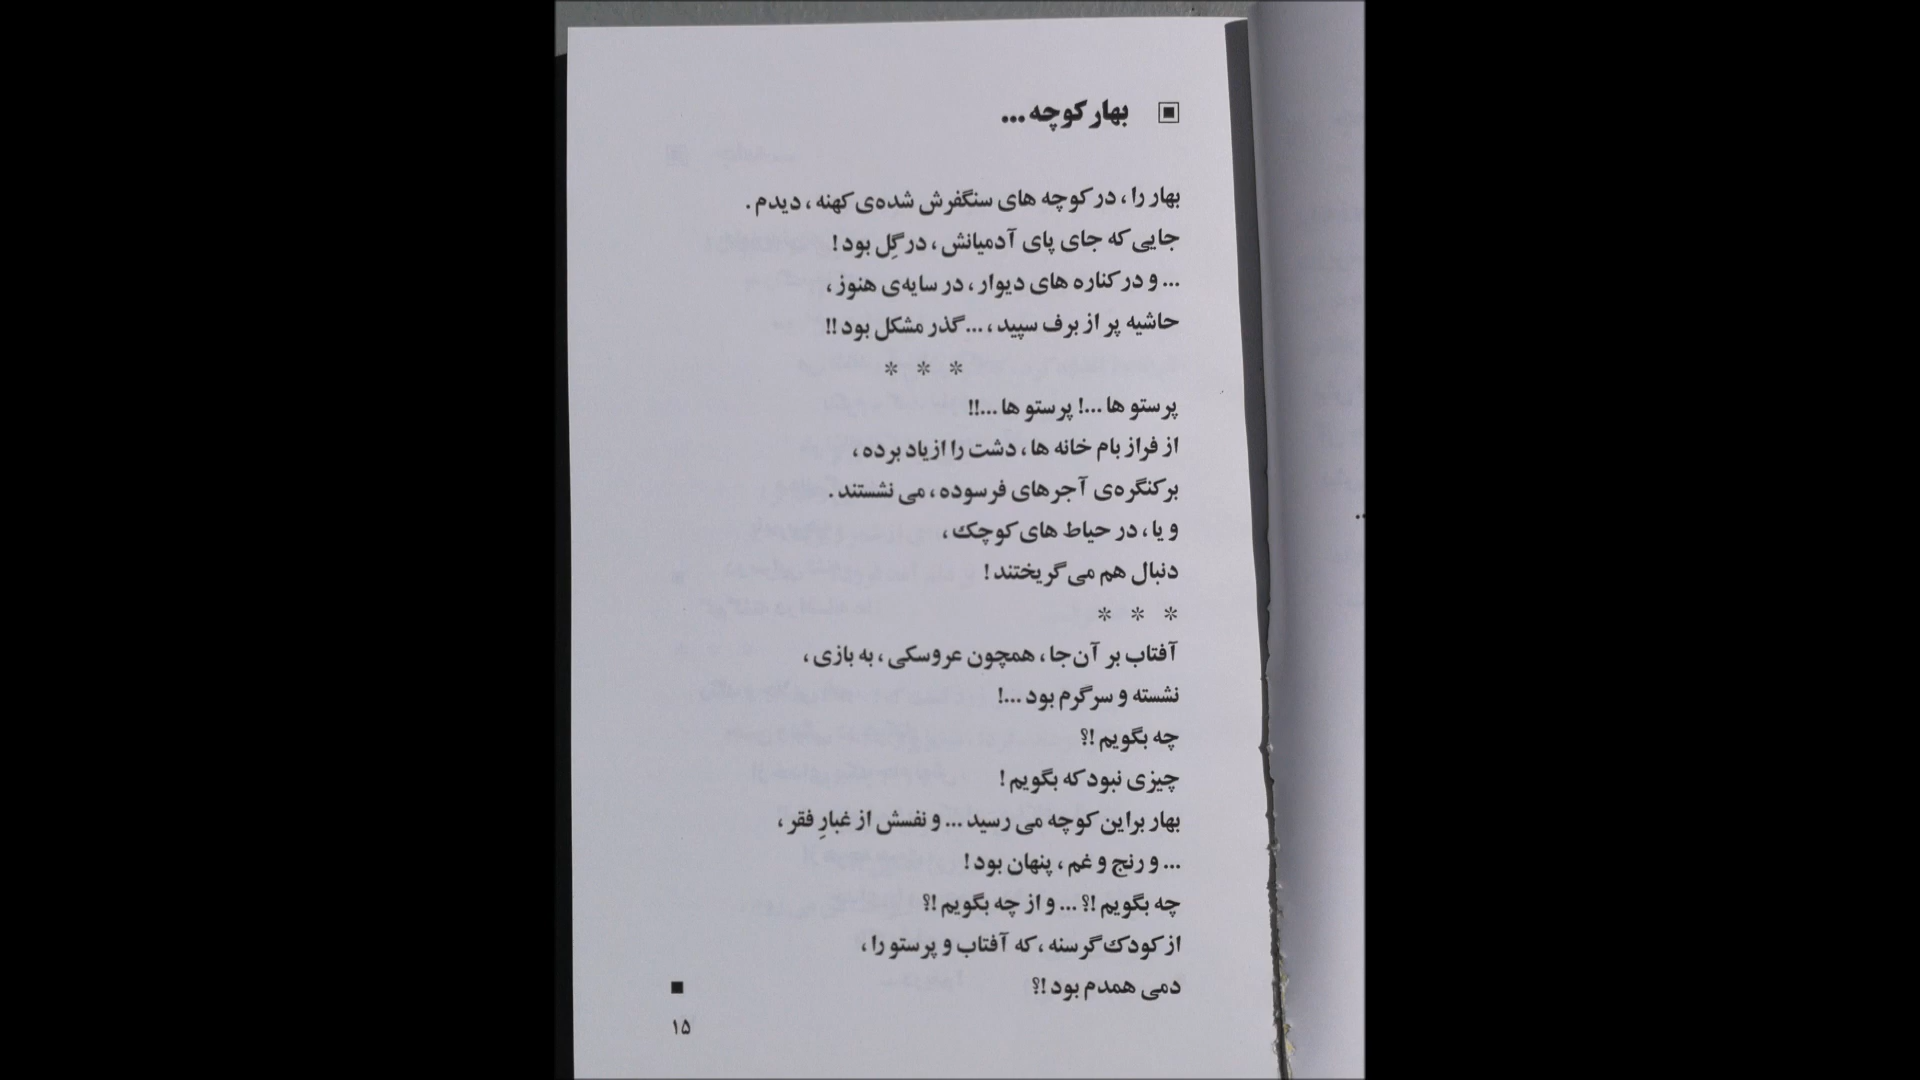 بهار کوچه ...
بهار را ، در کوچه های سنگفرش شده‌ی کهنه ، دیدم .
جایی که جای پای آدمیانش ، در گِل بود !
... و در کناره های دیوار ، در سایه‌ی هنوز ،
حاشیه پر از برف سپید ، ... گذر مشکل بود !!
* * *
پرستو ها ...! پرستو ها ...!!
از فراز بام خانه ها ، دشت را از یاد برده ،
بر کنگره‌ی آجرهای فرسوده ، می نشستند .
و یا ، در حیاط های کوچک ،
دنبال هم می گریختند !
* * *
آفتاب بر آن‌جا ، همچون عروسکی ، به بازی ،
نشسته و سرگرم بود ...!
چه بگویم !؟
چیزی نبود که بگویم !
بهار براین کوچه می رسید ... و نفسش از غبارِ فقر ،
... و رنج و غم ، پنهان بود !
چه بگویم !؟ ... و از چه بگویم !؟
از کودک گرسنه ، که آفتاب و پرستو را ،
دمی همدم بود !؟
۱۵